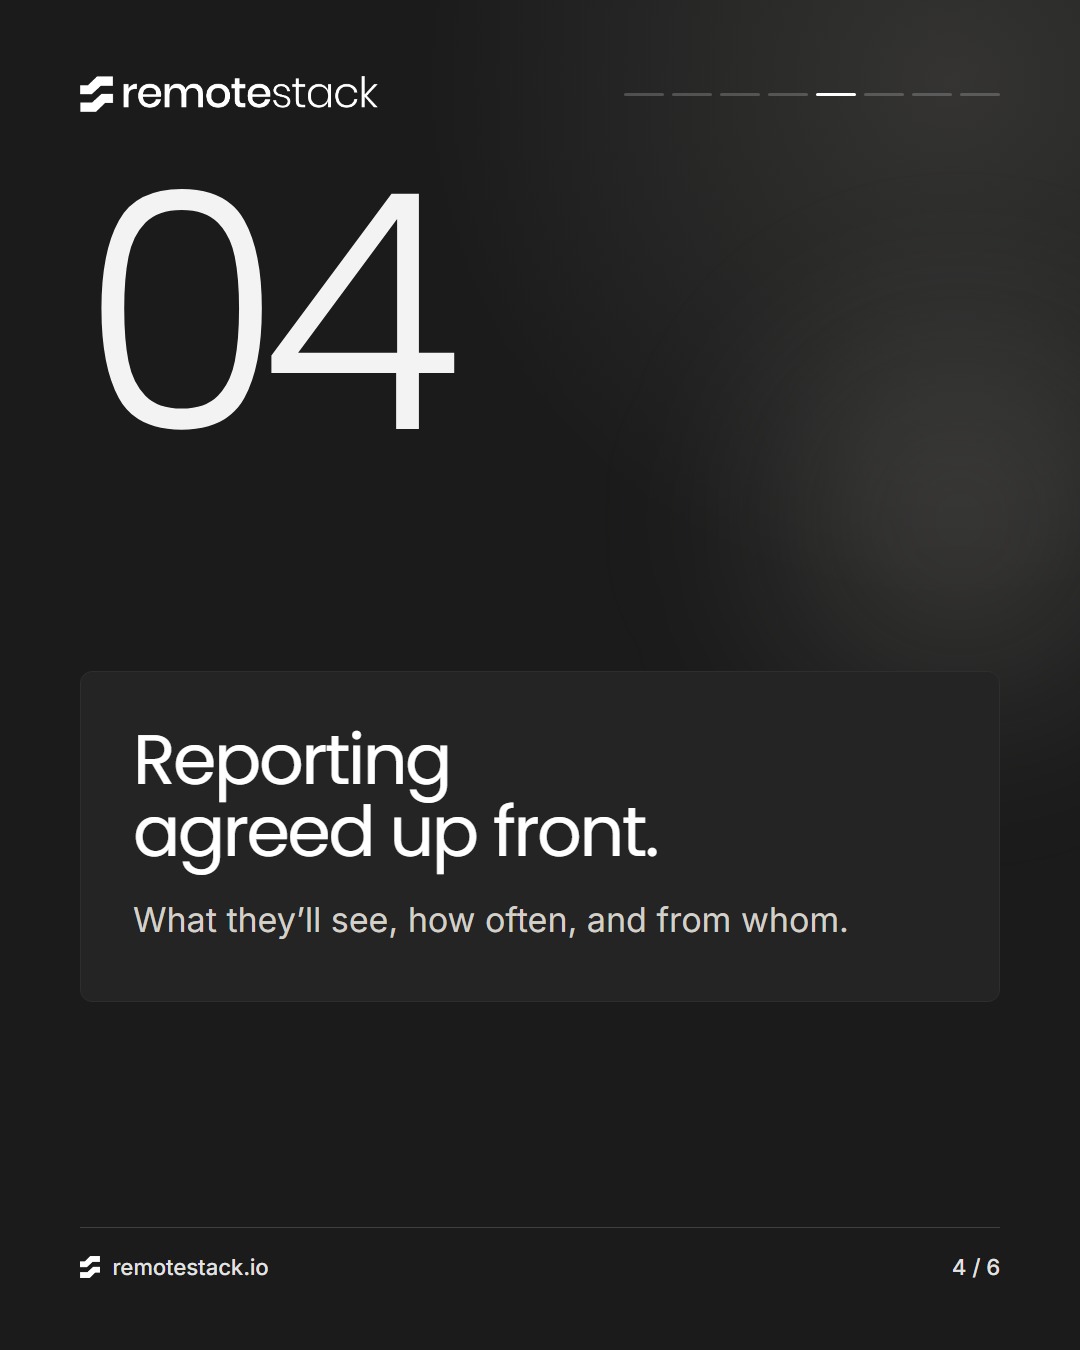 remotestack
04
Reporting
agreed up front.
What they’ll see, how often, and from whom.
remotestack.io
4 / 6